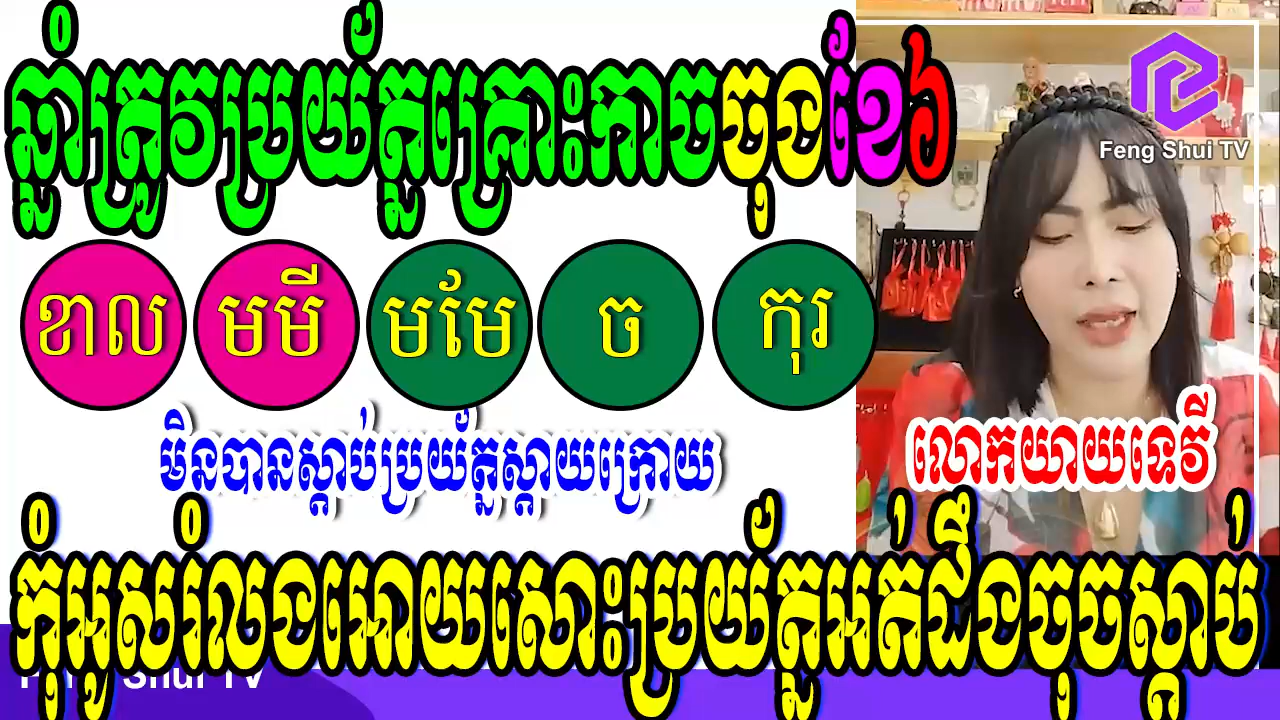 ឆ្នាំត្រូវប្រយ័ត្នគ្រោះកាចចុងខែ៦
Feng Shui TV
ខាល មមី មមែ ច កុរ
មិនបានស្តាប់ប្រយ័ត្នស្តាយក្រោយ
លោកយាយទេវី
កុំអូសរំលងអោយសោះប្រយ័ត្នអត់ដឹងចុចស្តាប់
Feng Shui TV